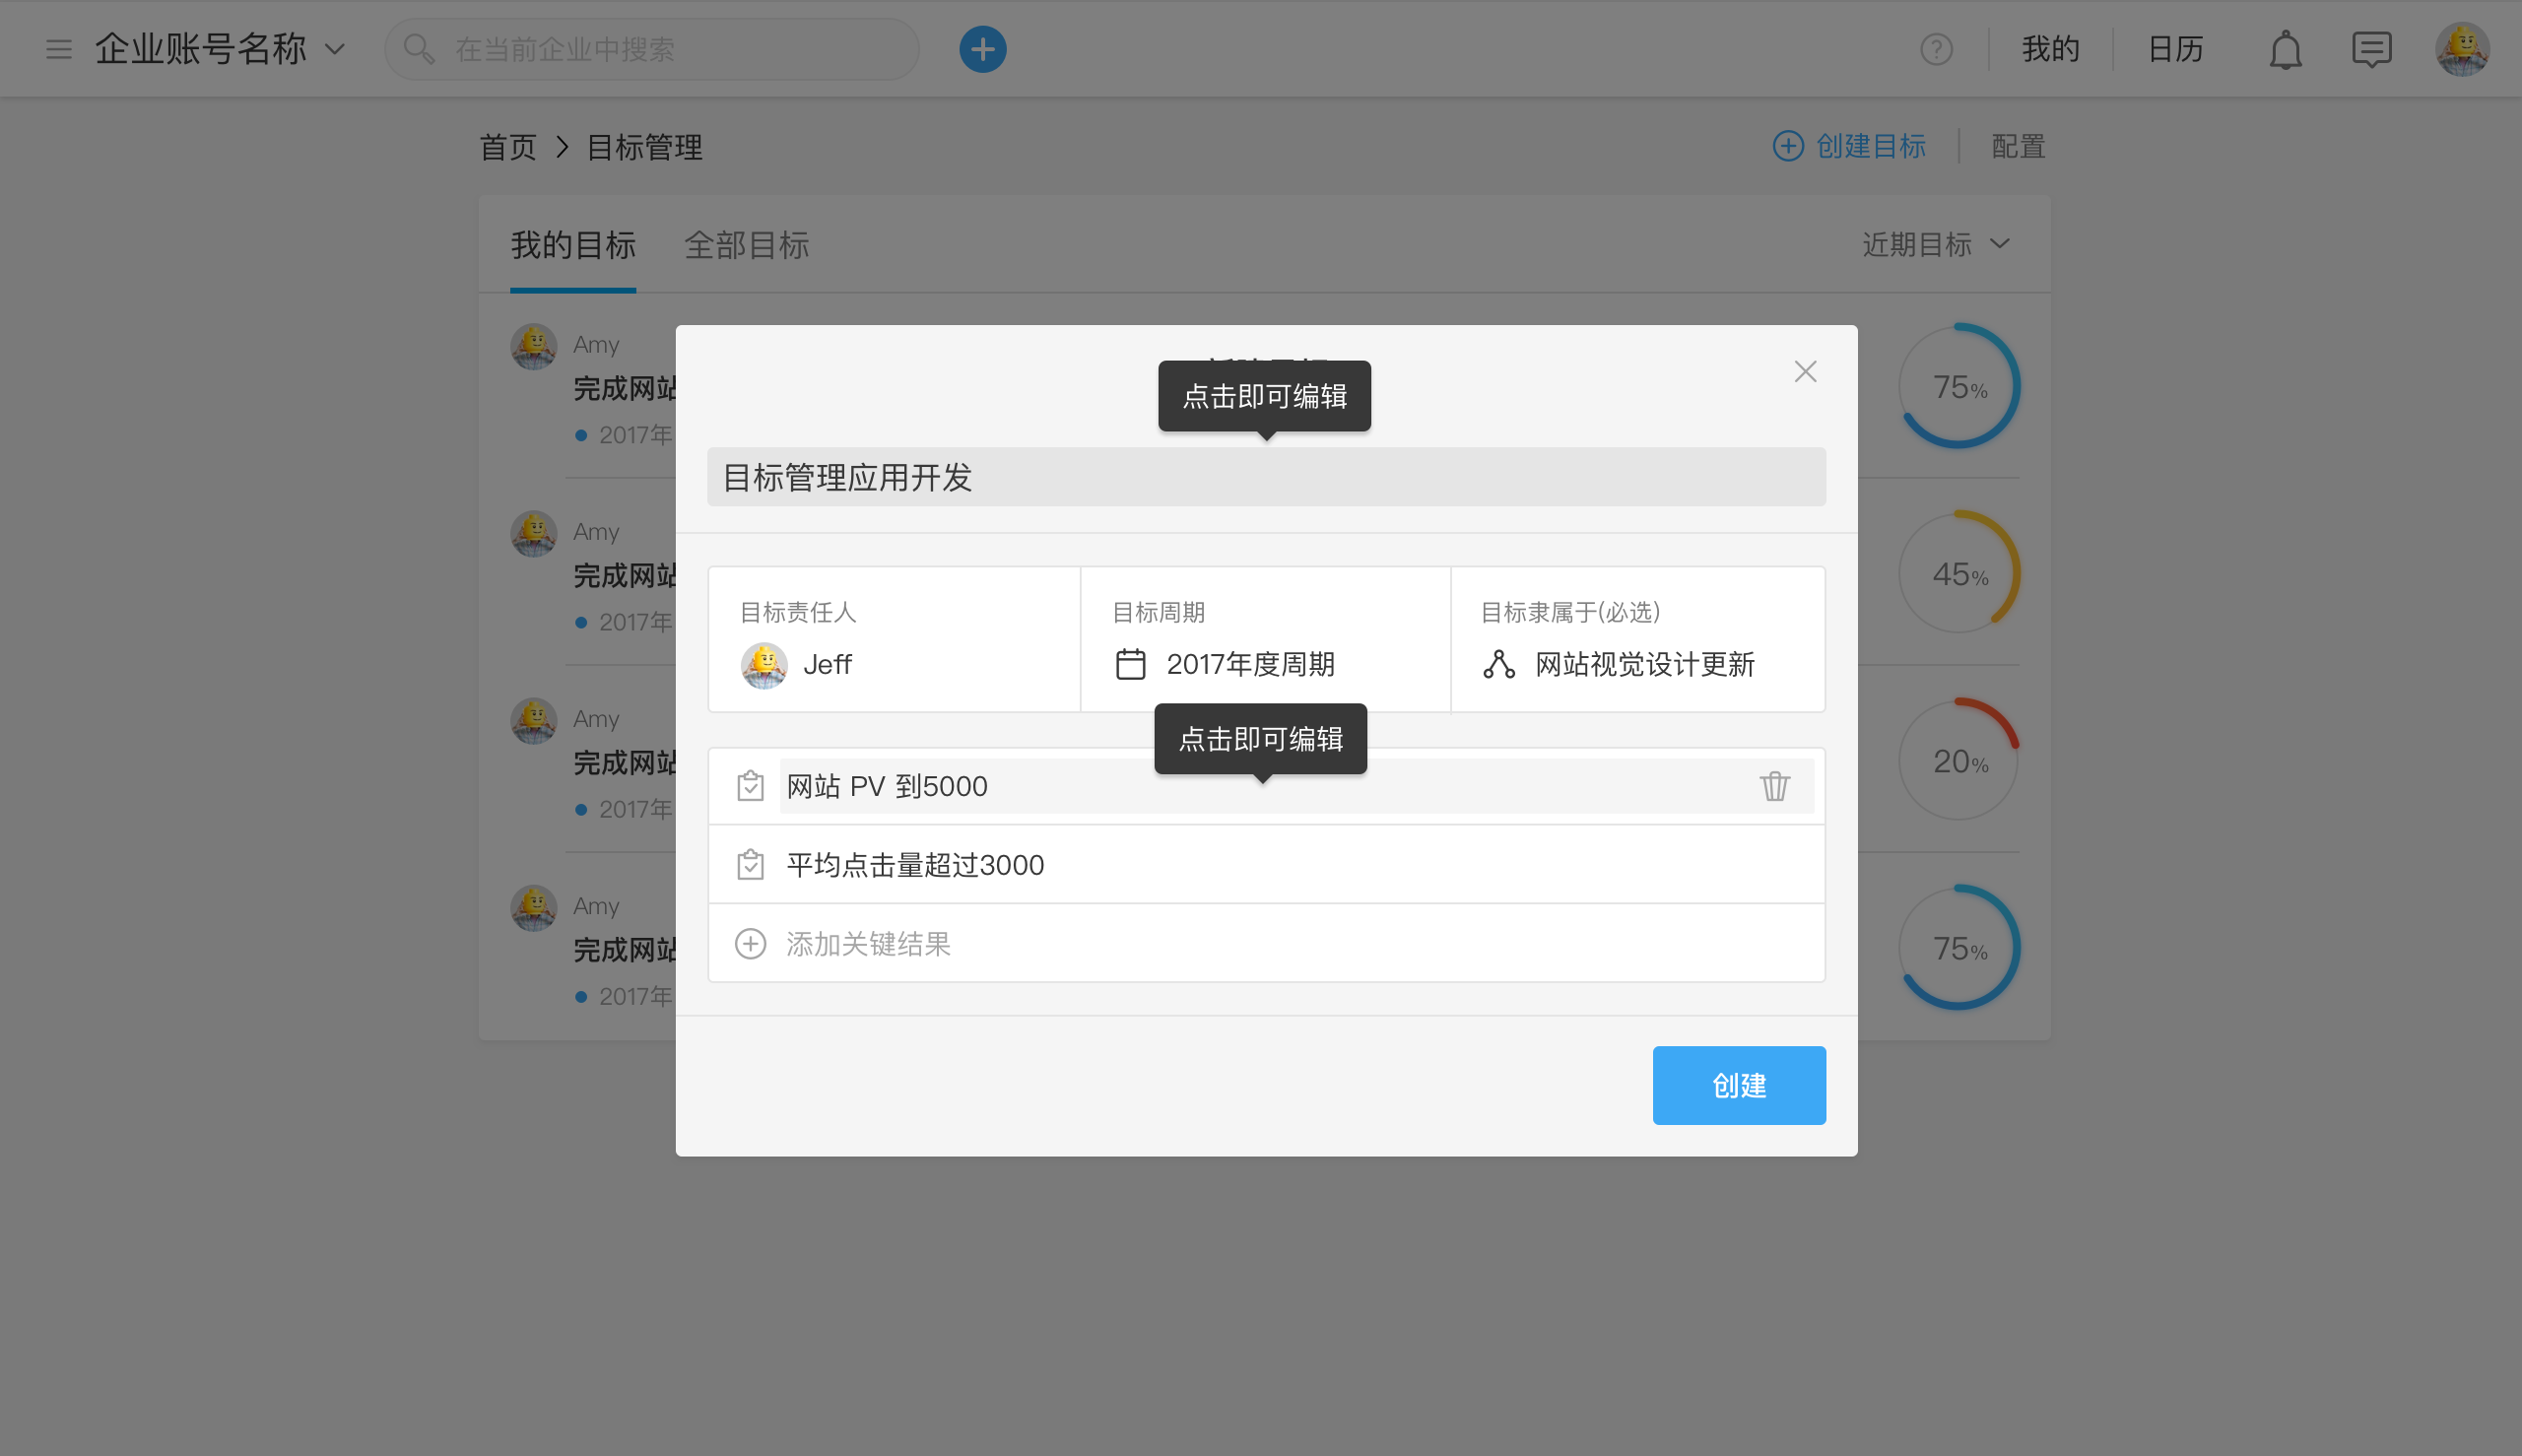 企业账号名称
在当前企业中搜索
我的
日历
首页 > 目标管理
创建目标
配置
我的目标
全部目标
近期目标
Amy
完成网站
2017年
75%
Amy
完成网站
2017年
45%
Amy
完成网站
2017年
20%
Amy
完成网站
2017年
75%
点击即可编辑
目标管理应用开发
目标责任人
Jeff
目标周期
2017年度周期
目标隶属于(必选)
网站视觉设计更新
点击即可编辑
网站 PV 到5000
平均点击量超过3000
添加关键结果
创建